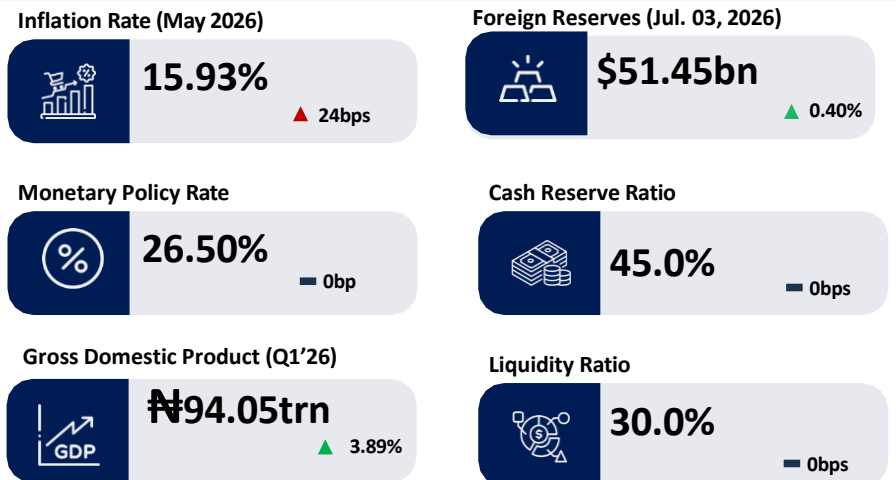 Inflation Rate (May 2026)
15.93%
24bps
Foreign Reserves (Jul. 03, 2026)
$51.45bn
0.40%
Monetary Policy Rate
26.50%
0bp
Cash Reserve Ratio
45.0%
0bps
Gross Domestic Product (Q1’26)
₦94.05trn
3.89%
GDP
Liquidity Ratio
30.0%
0bps